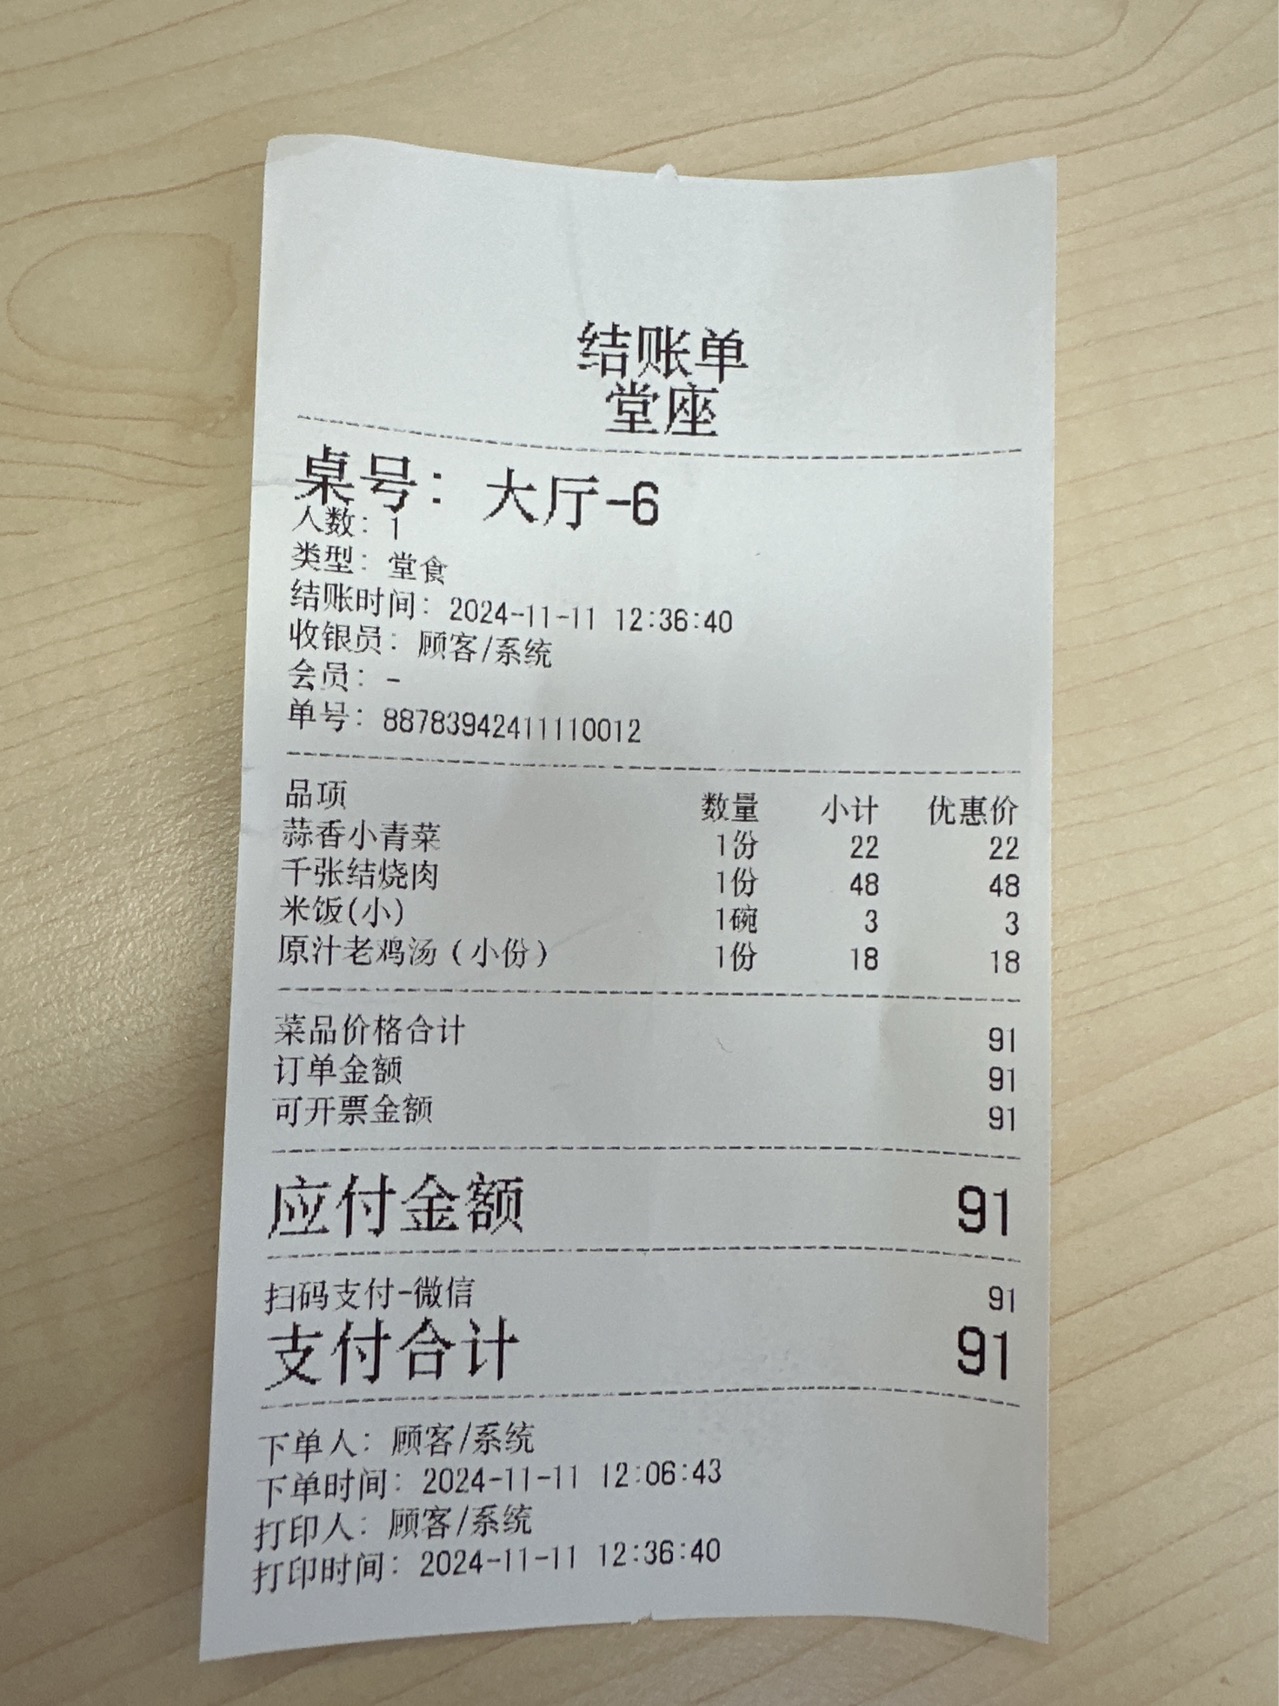 结账单
堂座
桌号: 大厅-6
人数: 1
类型: 堂食
结账时间: 2024-11-11 12:36:40
收银员: 顾客/系统
会员: -
单号: 88783942411110012
品项 数量 小计 优惠价
蒜香小青菜 1份 22 22
千张结烧肉 1份 48 48
米饭(小) 1碗 3 3
原汁老鸡汤（小份） 1份 18 18
菜品价格合计 91
订单金额 91
可开票金额 91
应付金额 91
扫码支付-微信 91
支付合计 91
下单人: 顾客/系统
下单时间: 2024-11-11 12:06:43
打印人: 顾客/系统
打印时间: 2024-11-11 12:36:40